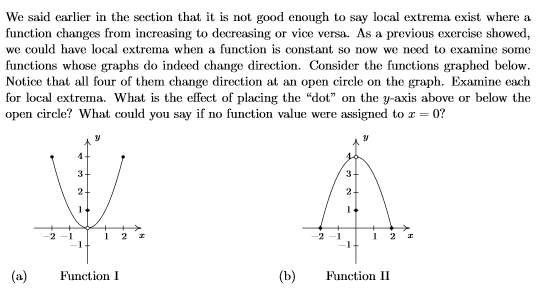 We said earlier in the section that it is not good enough to say local extrema exist where a
function changes from increasing to decreasing or vice versa. As a previous exercise showed,
we could have local extrema when a function is constant so now we need to examine some
functions whose graphs do indeed change direction. Consider the functions graphed below.
Notice that all four of them change direction at an open circle on the graph. Examine each
for local extrema. What is the effect of placing the “dot” on the y-axis above or below the
open circle? What could you say if no function value were assigned to x = 0?
y
4
3
2
1
−2 −1 1 2 x
−1
(a) Function I
y
4
3
2
1
−2 −1 1 2 x
−1
(b) Function II